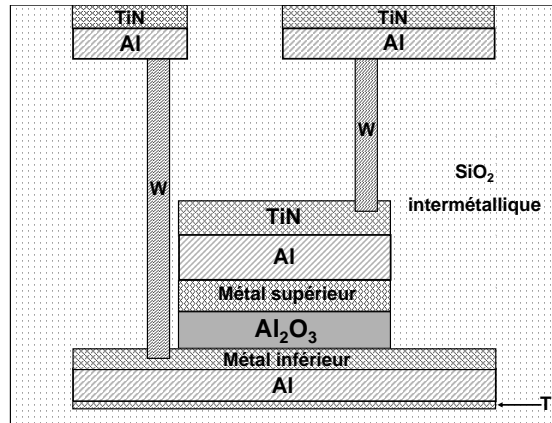 TiN
TiN
Al
Al
W
W
SiO₂
intermétallique
TiN
Al
Métal supérieur
Al₂O₃
Métal inférieur
Al
T